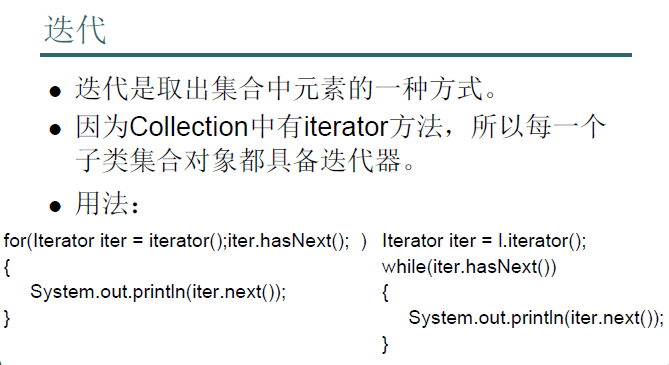 迭代
● 迭代是取出集合中元素的一种方式。
● 因为Collection中有iterator方法，所以每一个
子类集合对象都具备迭代器。
● 用法：
for(Iterator iter = iterator();iter.hasNext();  )
{
System.out.println(iter.next());
}
Iterator iter = l.iterator();
while(iter.hasNext())
{
System.out.println(iter.next());
}